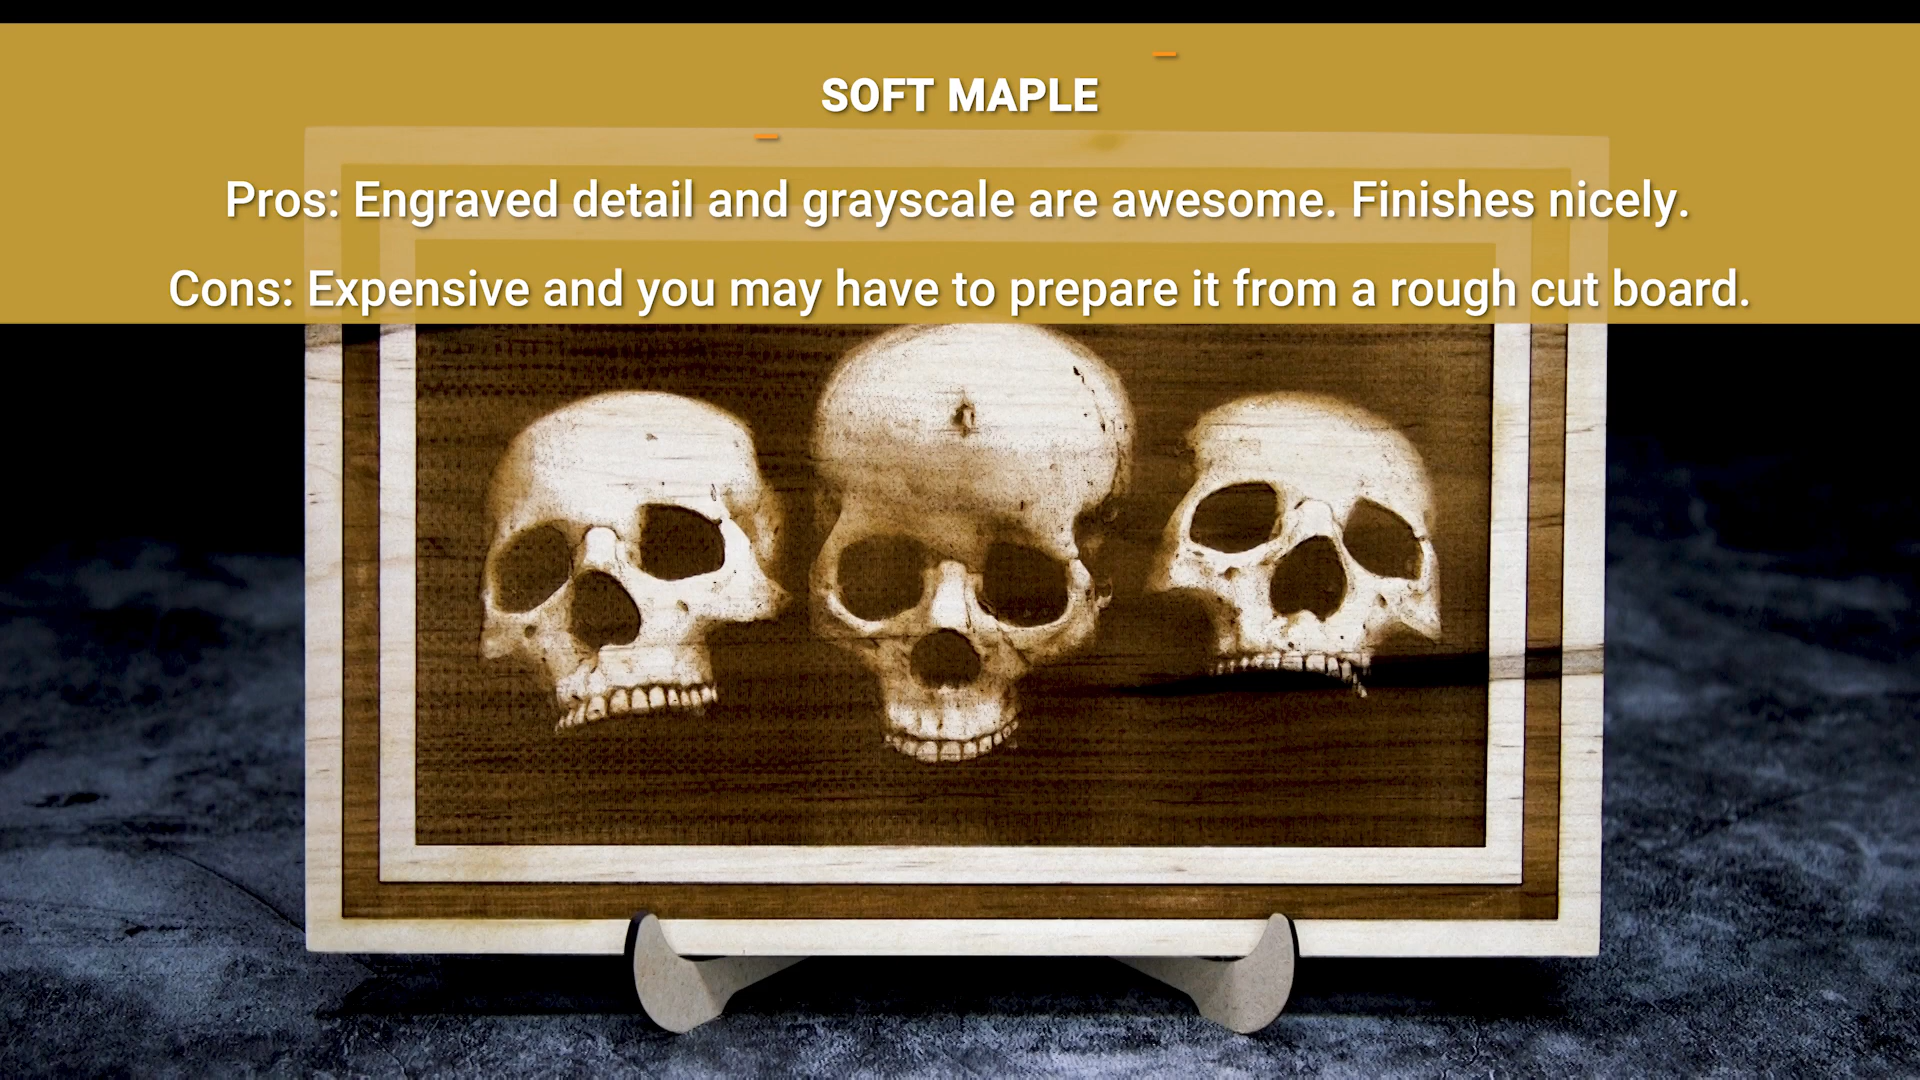 SOFT MAPLE
Pros: Engraved detail and grayscale are awesome. Finishes nicely.
Cons: Expensive and you may have to prepare it from a rough cut board.